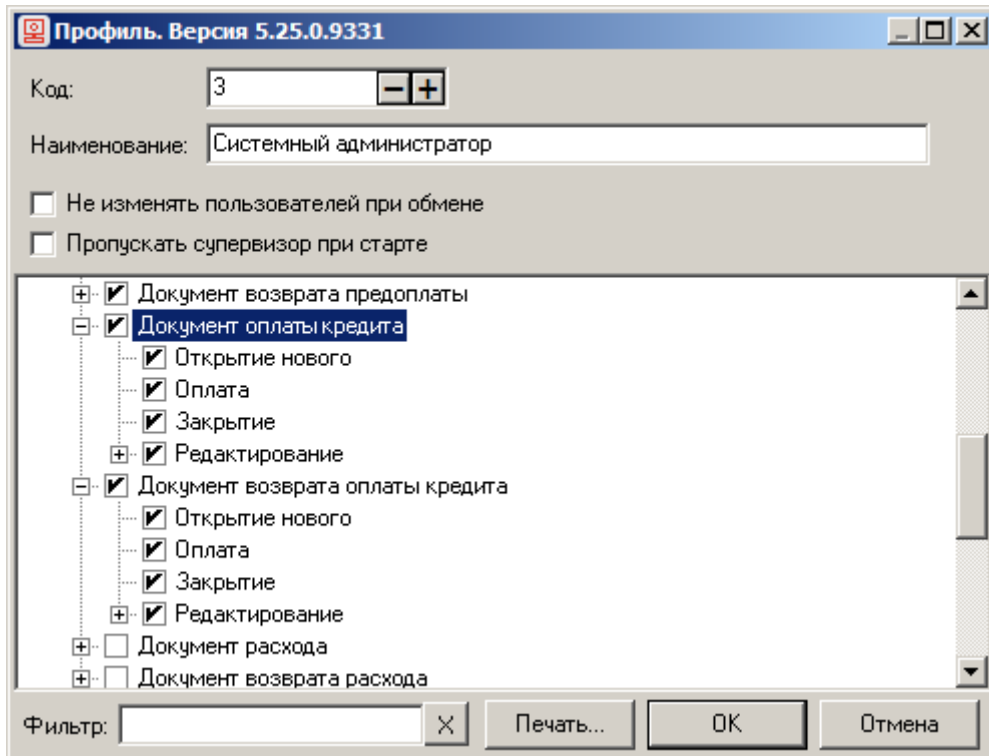 Профиль. Версия 5.25.0.9331
Код: 3
Наименование: Системный администратор
Не изменять пользователей при обмене
Пропускать супервизор при старте
Документ возврата предоплаты
Документ оплаты кредита
Открытие нового
Оплата
Закрытие
Редактирование
Документ возврата оплаты кредита
Открытие нового
Оплата
Закрытие
Редактирование
Документ расхода
Документ возврата расхода
Фильтр: X Печать... OK Отмена